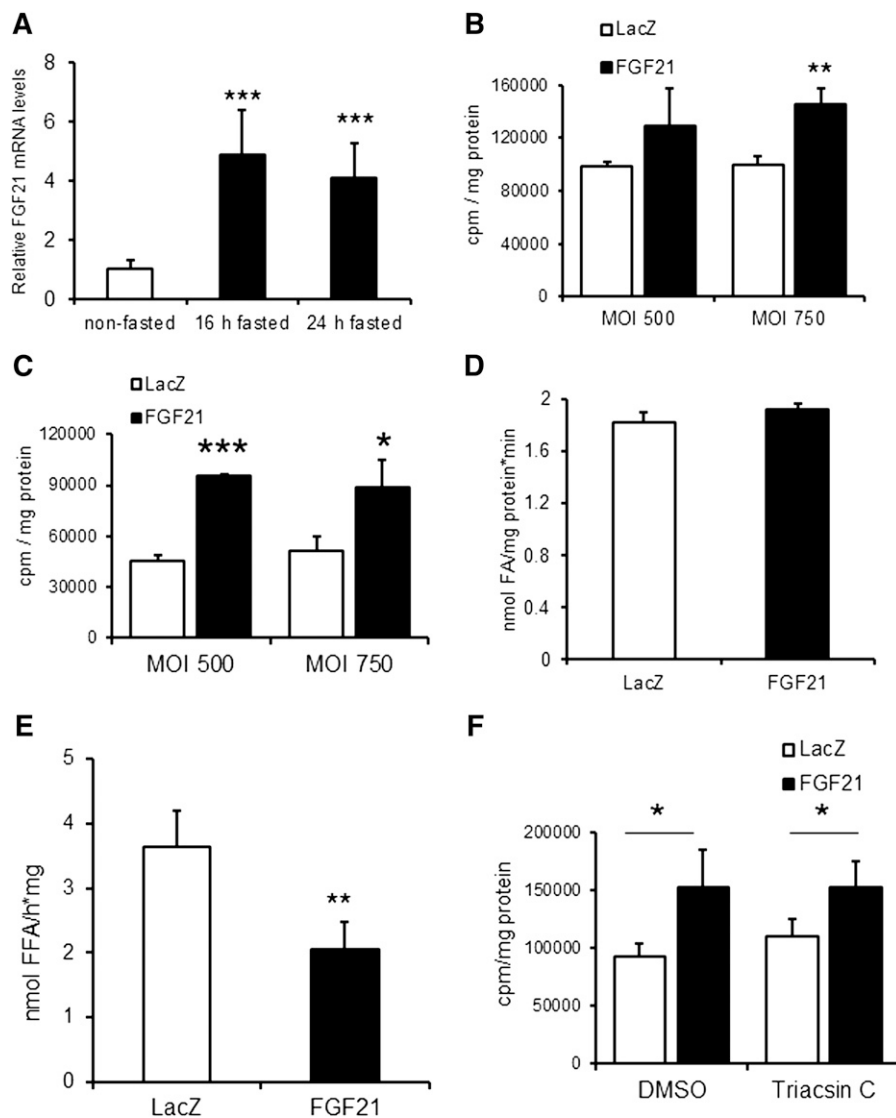 A
Relative FGF21 mRNA levels
8
6
4
2
0
***
***
non-fasted 16 h fasted 24 h fasted
B
LacZ
FGF21
cpm / mg protein
160000
120000
80000
40000
0
**
MOI 500 MOI 750
C
LacZ
FGF21
cpm / mg protein
120000
90000
60000
30000
0
***
*
MOI 500 MOI 750
D
nmol FA/mg protein*min
2
1.6
1.2
0.8
0.4
0
LacZ FGF21
E
nmol FFA/h*mg
5
4
3
2
1
0
**
LacZ FGF21
F
LacZ
FGF21
cpm/mg protein
200000
150000
100000
50000
0
*
*
DMSO Triacsin C